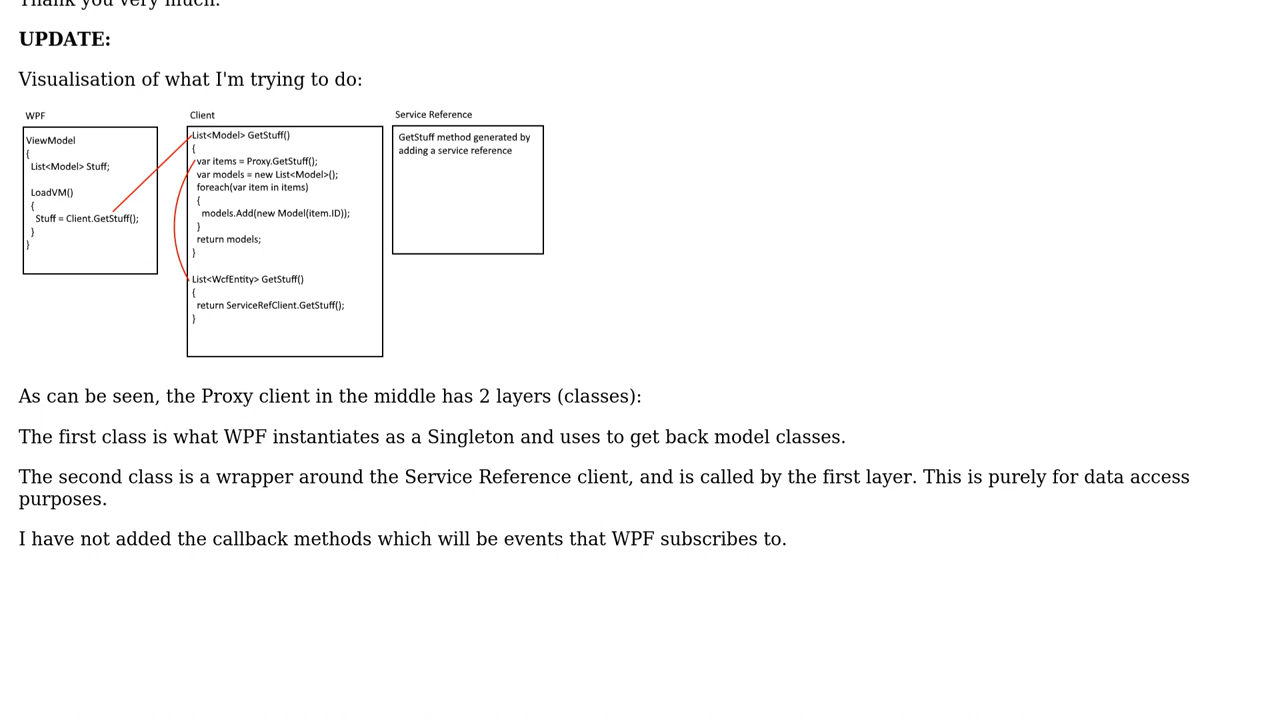 Thank you very much.
UPDATE:
Visualisation of what I'm trying to do:
WPF
ViewModel
{
List<Model> Stuff;
LoadVM()
{
Stuff = Client.GetStuff();
}
}
Client
List<Model> GetStuff()
{
var items = Proxy.GetStuff();
var models = new List<Model>();
foreach(var item in items)
{
models.Add(new Model(item.ID));
}
return models;
}
List<WcfEntity> GetStuff()
{
return ServiceRefClient.GetStuff();
}
Service Reference
GetStuff method generated by
adding a service reference
As can be seen, the Proxy client in the middle has 2 layers (classes):
The first class is what WPF instantiates as a Singleton and uses to get back model classes.
The second class is a wrapper around the Service Reference client, and is called by the first layer. This is purely for data access
purposes.
I have not added the callback methods which will be events that WPF subscribes to.